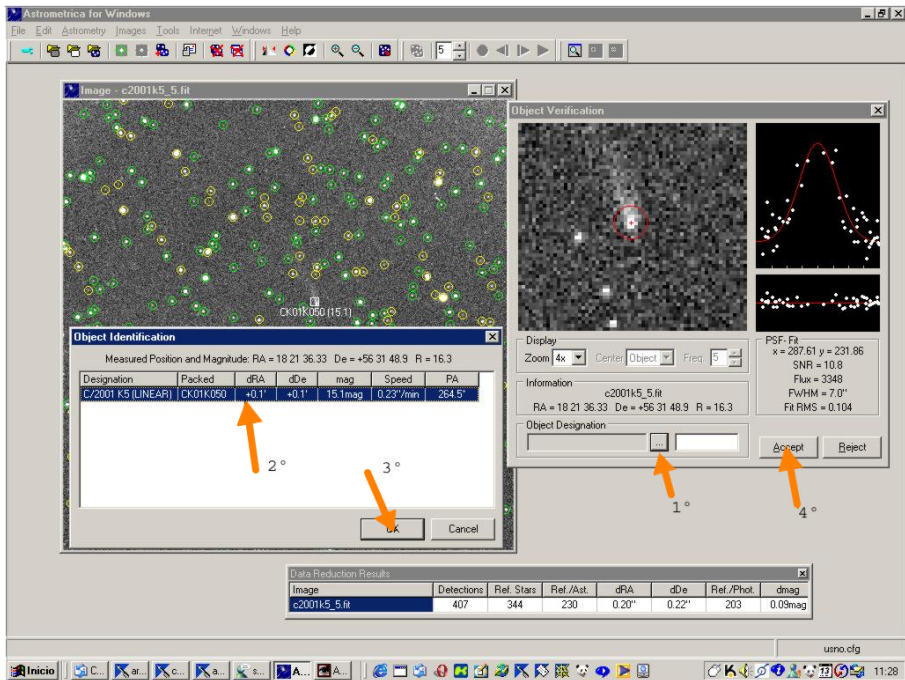 Astrometrica for Windows
File Edit Astrometry Images Tools Internet Windows Help
5
Image - c2001k5_5.fit
CK01K050 (15.1)
Object Verification
Display
Zoom 4x Center Object Freq. 5
Information
c2001k5_5.fit
RA = 18 21 36.33 De = +56 31 48.9 R = 16.3
Object Designation
...
PSF- Fit
x = 287.61 y = 231.86
SNR = 10.8
Flux = 3348
FWHM = 7.0"
Fit RMS = 0.104
Accept Reject
1°
4°
Object Identification
Measured Position and Magnitude: RA = 18 21 36.33 De = +56 31 48.9 R = 16.3
Designation Packed dRA dDe mag Speed PA
C/2001 K5 (LINEAR) CK01K050 +0.1' +0.1' 15.1mag 0.23"/min 264.5°
2°
3°
OK Cancel
Data Reduction Results
Image Detections Ref. Stars Ref./Ast. dRA dDe Ref./Phot. dmag
c2001k5_5.fit 407 344 230 0.20" 0.22" 203 0.09mag
usno.cfg
Inicio C... ar... c... a... s... A... A... 11:28